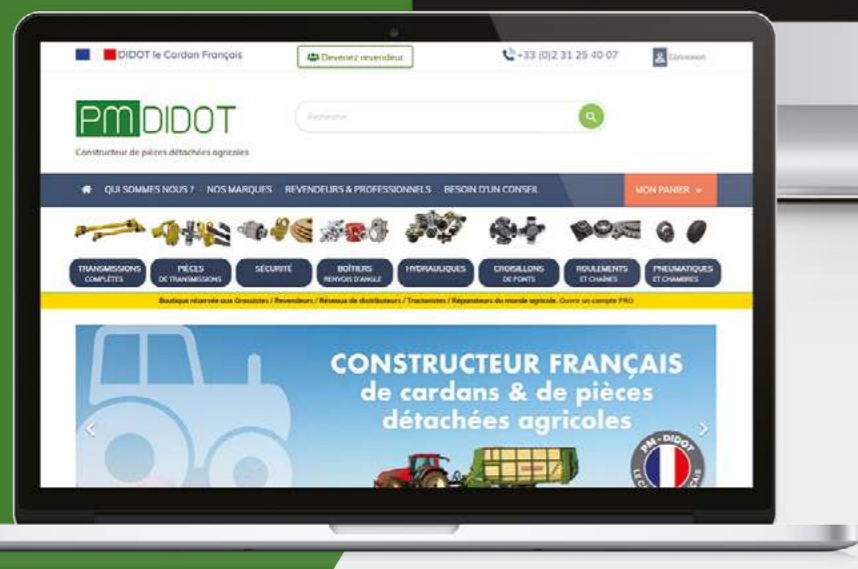 DIDOT le Cardan Français
Devenez revendeur
+33 (0)2 31 25 40 07
Connexion
PMDIDOT
Rechercher
Constructeur de pièces détachées agricoles
QUI SOMMES NOUS ? NOS MARQUES REVENDEURS & PROFESSIONNELS BESOIN D'UN CONSEIL
MON PANIER
TRANSMISSIONS
COMPLÈTES
PIÈCES
DE TRANSMISSIONS
SÉCURITÉ
BOÎTIERS
RENVOIS D'ANGLE
HYDRAULIQUES
CROISILLONS
DE PONTS
ROULEMENTS
ET CHAÎNES
PNEUMATIQUES
ET CHAMBRES
Boutique réservée aux Grossistes / Revendeurs / Réseaux de distributeurs / Tractoristes / Réparateurs du monde agricole. Ouvrir un compte PRO
CONSTRUCTEUR FRANÇAIS
de cardans & de pièces
détachées agricoles
PM - DIDOT